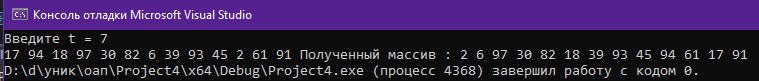 Консоль отладки Microsoft Visual Studio
Введите t = 7
17 94 18 97 30 82 6 39 93 45 2 61 91 Полученный массив : 2 6 97 30 82 18 39 93 45 94 61 17 91
D:\d\уник\оап\Project4\x64\Debug\Project4.exe (процесс 4368) завершил работу с кодом 0.